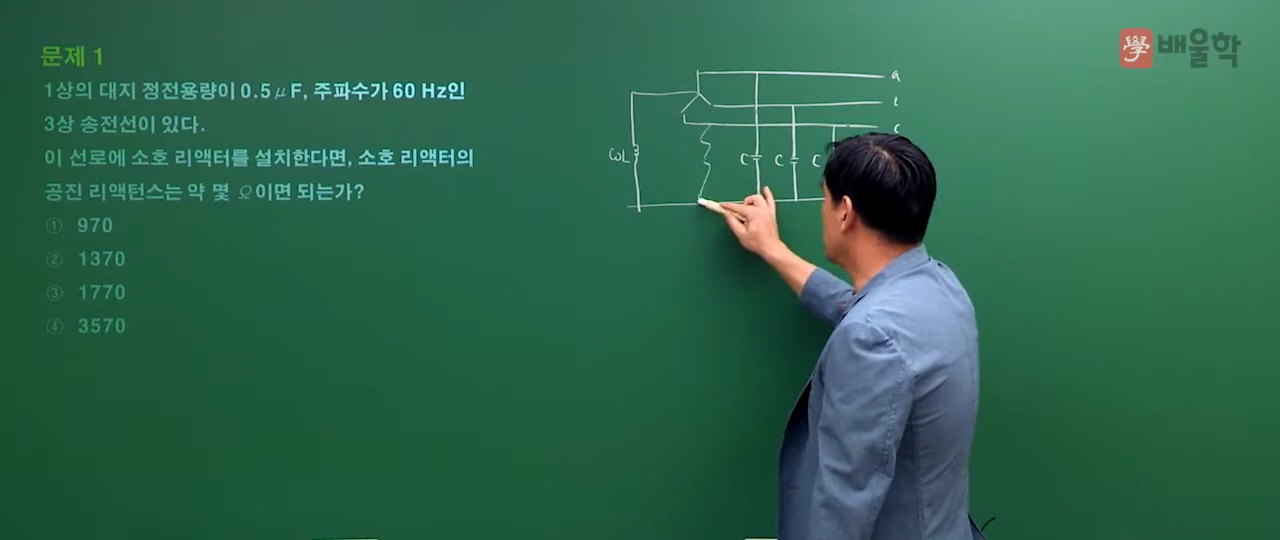 문제 1
1상의 대지 정전용량이 0.5μF, 주파수가 60 Hz인
3상 송전선이 있다.
이 선로에 소호 리액터를 설치한다면, 소호 리액터의
공진 리액턴스는 약 몇 Ω이면 되는가?
① 970
② 1370
③ 1770
④ 3570
學 배울학
a
c
ωL
C C C